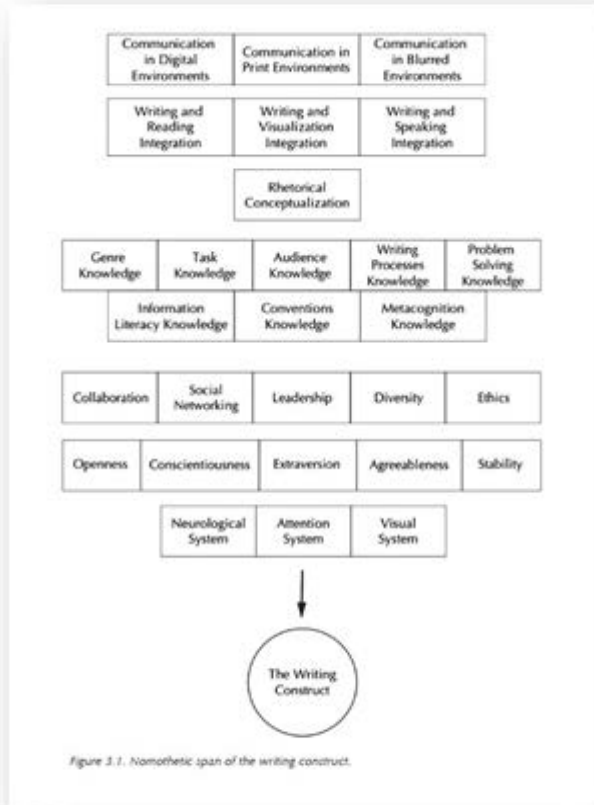 Communication in Digital Environments
Communication in Print Environments
Communication in Blurred Environments
Writing and Reading Integration
Writing and Visualization Integration
Writing and Speaking Integration
Rhetorical Conceptualization
Genre Knowledge
Task Knowledge
Audience Knowledge
Writing Processes Knowledge
Problem Solving Knowledge
Information Literacy Knowledge
Conventions Knowledge
Metacognition Knowledge
Collaboration
Social Networking
Leadership
Diversity
Ethics
Openness
Conscientiousness
Extraversion
Agreeableness
Stability
Neurological System
Attention System
Visual System
The Writing Construct
Figure 3.1. Nomothetic span of the writing construct.